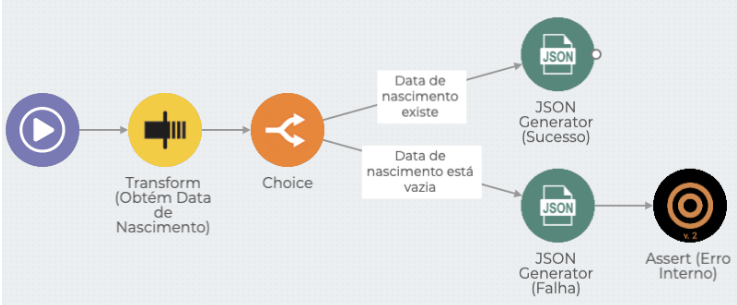 Data de
nascimento
existe
JSON
JSON
Generator
(Sucesso)
Transform
(Obtém Data
de
Nascimento)
Choice
Data de
nascimento está
vazia
JSON
JSON
Generator
(Falha)
v. 2
Assert (Erro
Interno)